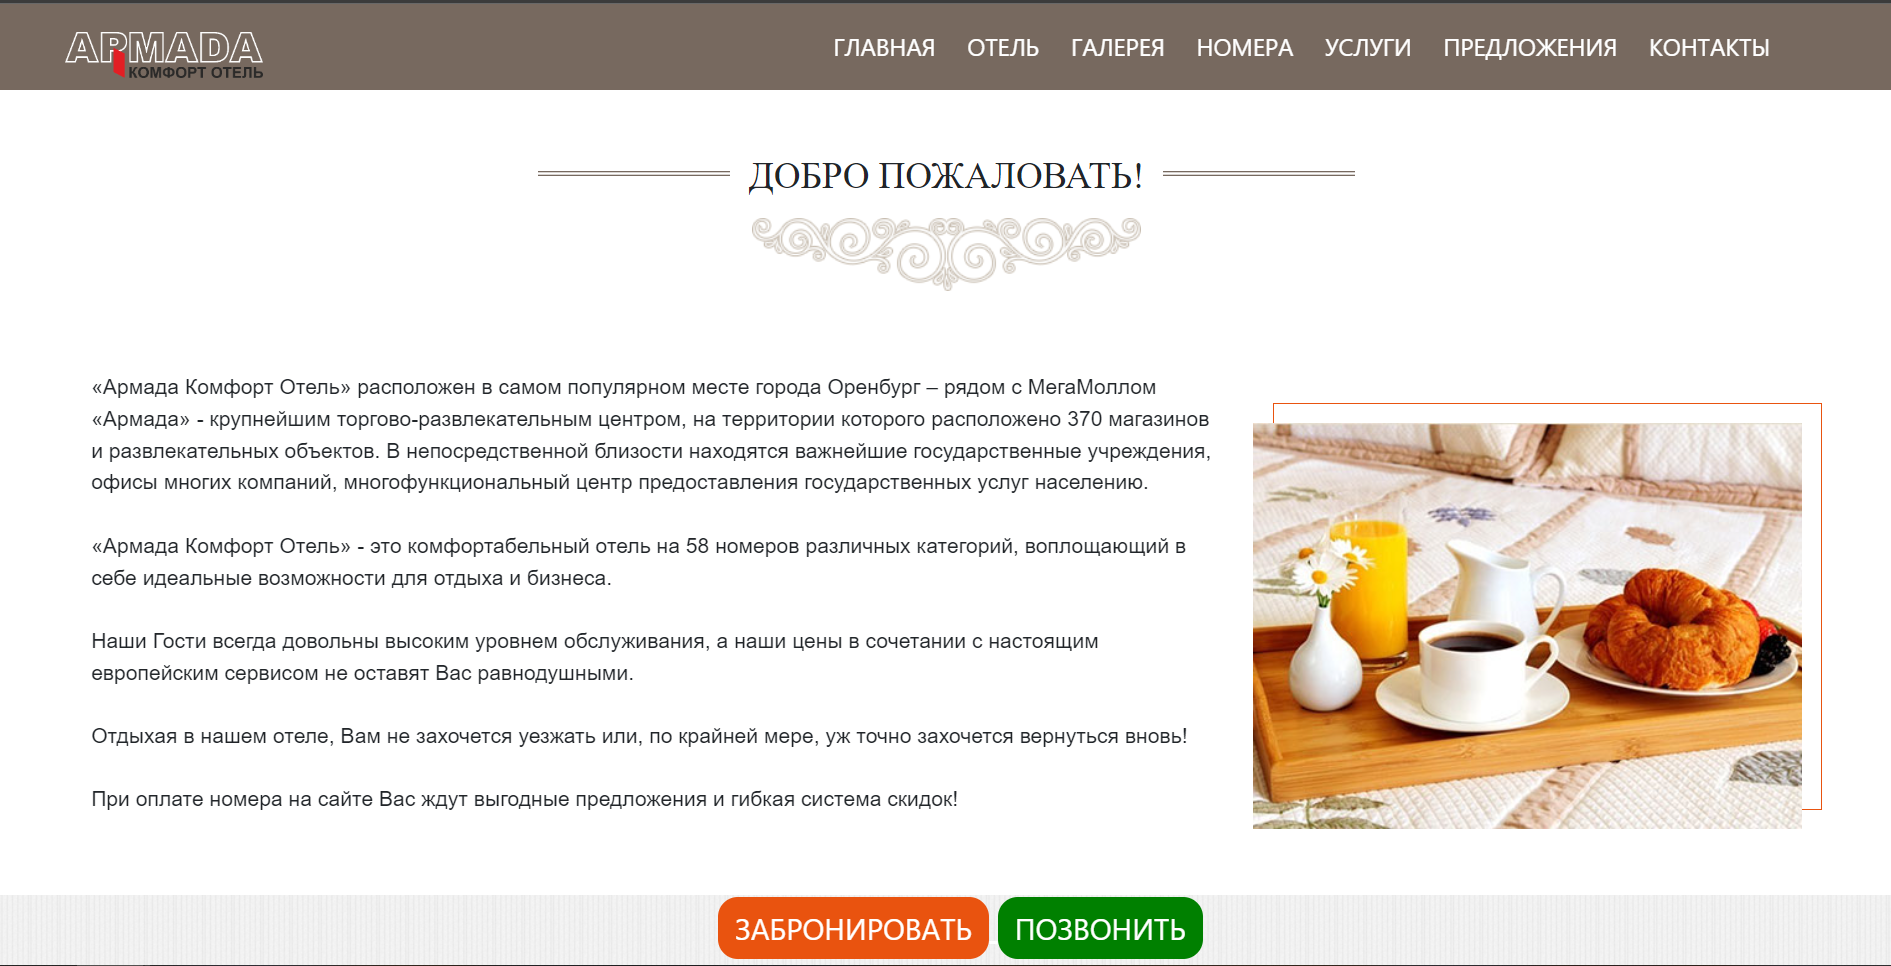 ARMADA
КОМФОРТ ОТЕЛЬ
ГЛАВНАЯ ОТЕЛЬ ГАЛЕРЕЯ НОМЕРА УСЛУГИ ПРЕДЛОЖЕНИЯ КОНТАКТЫ
ДОБРО ПОЖАЛОВАТЬ!
«Армада Комфорт Отель» расположен в самом популярном месте города Оренбург – рядом с МегаМоллом
«Армада» - крупнейшим торгово-развлекательным центром, на территории которого расположено 370 магазинов
и развлекательных объектов. В непосредственной близости находятся важнейшие государственные учреждения,
офисы многих компаний, многофункциональный центр предоставления государственных услуг населению.
«Армада Комфорт Отель» - это комфортабельный отель на 58 номеров различных категорий, воплощающий в
себе идеальные возможности для отдыха и бизнеса.
Наши Гости всегда довольны высоким уровнем обслуживания, а наши цены в сочетании с настоящим
европейским сервисом не оставят Вас равнодушными.
Отдыхая в нашем отеле, Вам не захочется уезжать или, по крайней мере, уж точно захочется вернуться вновь!
При оплате номера на сайте Вас ждут выгодные предложения и гибкая система скидок!
ЗАБРОНИРОВАТЬ ПОЗВОНИТЬ